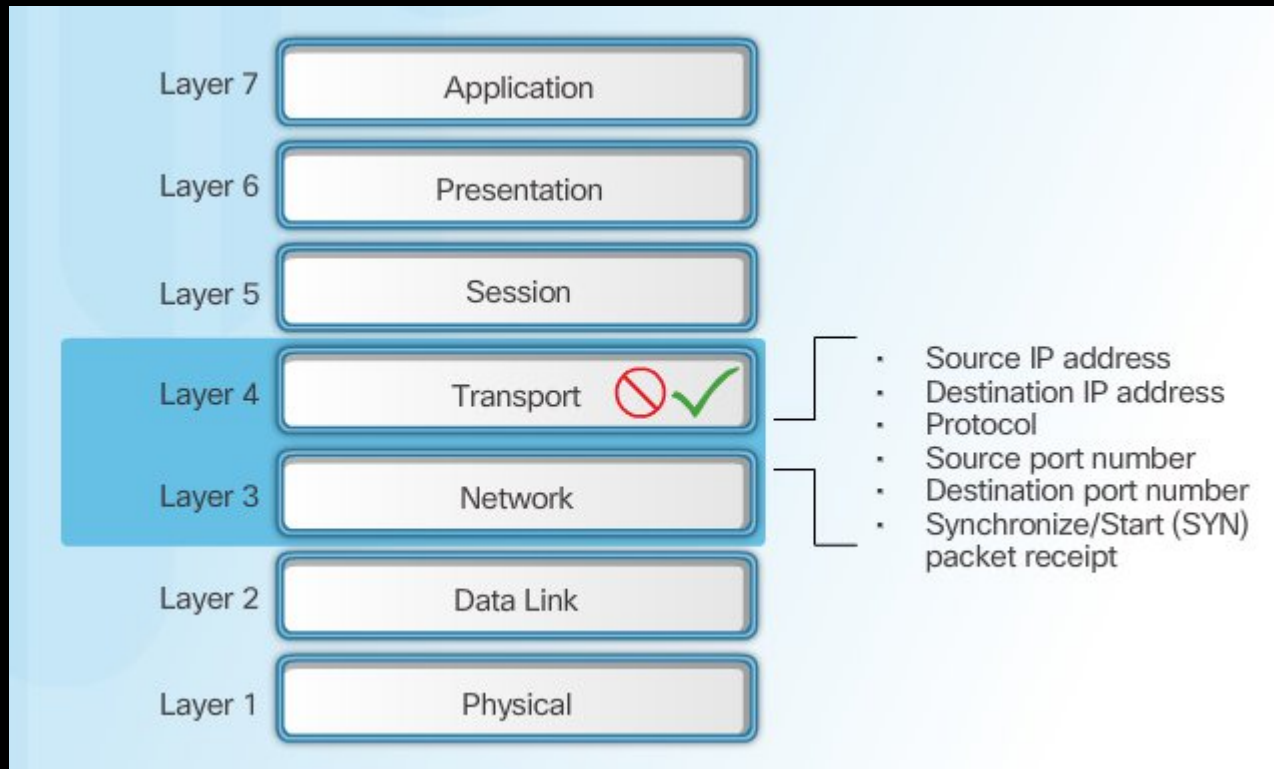 Layer 7 Application
Layer 6 Presentation
Layer 5 Session
Layer 4 Transport
Layer 3 Network
Layer 2 Data Link
Layer 1 Physical
· Source IP address
· Destination IP address
· Protocol
· Source port number
· Destination port number
· Synchronize/Start (SYN)
packet receipt